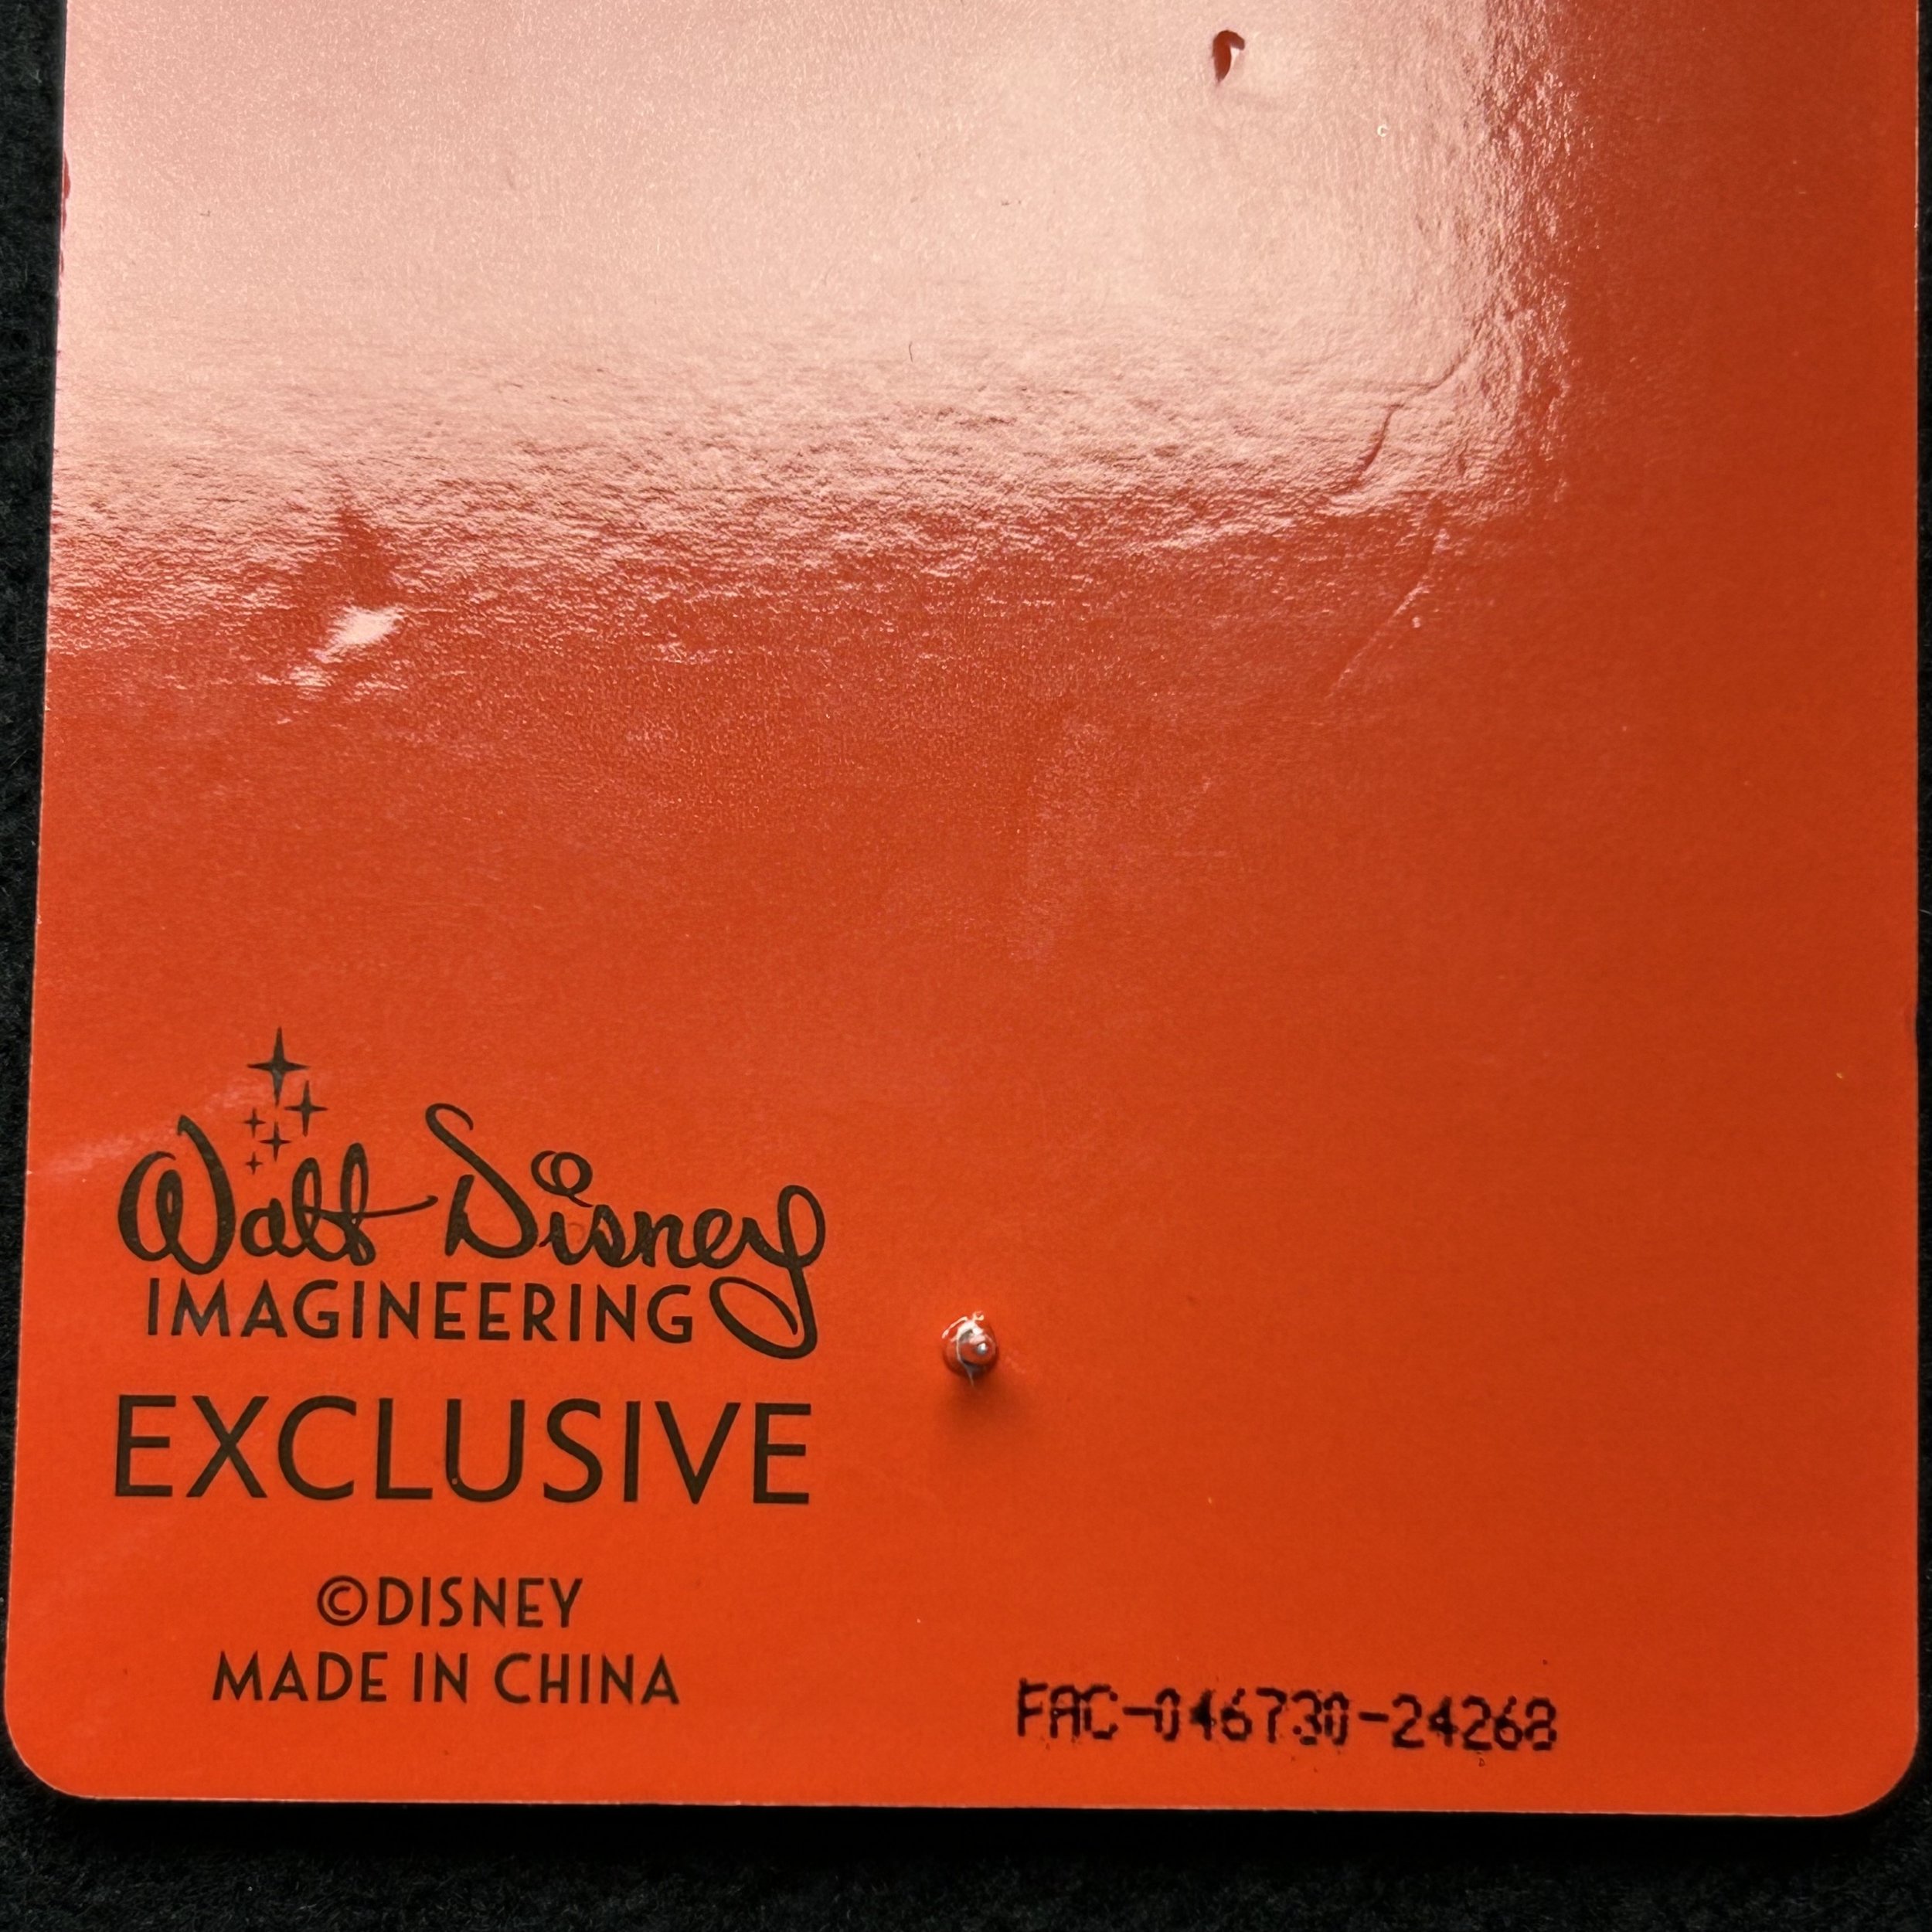 Walt Disney
IMAGINEERING
EXCLUSIVE
©DISNEY
MADE IN CHINA
FAC-046730-24268